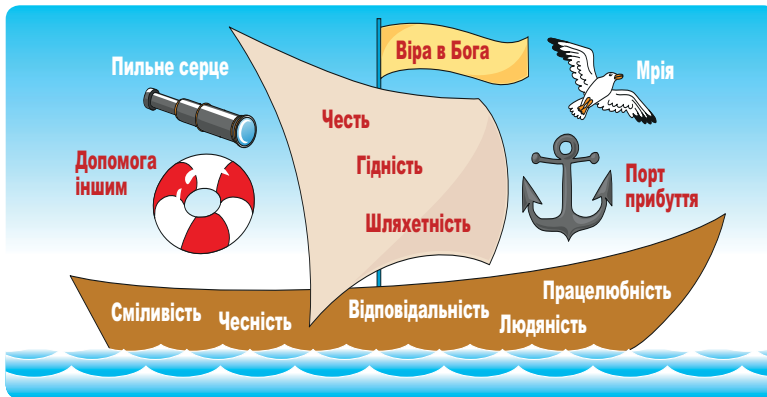 Віра в Бога
Пильне серце
Мрія
Честь
Допомога
іншим
Гідність
Порт
прибуття
Шляхетність
Сміливість
Чесність
Відповідальність
Людяність
Працелюбність